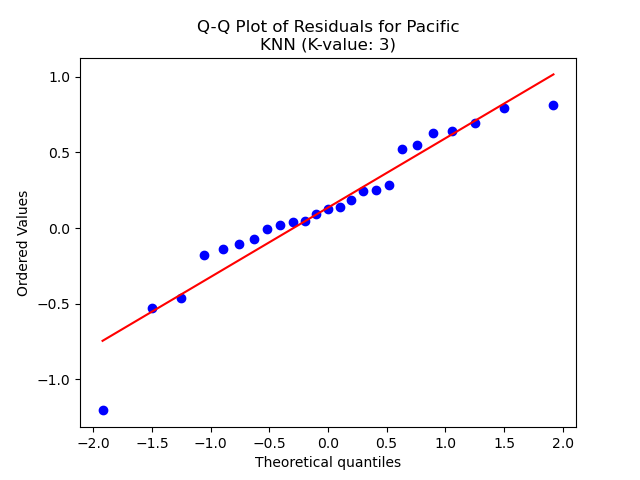 Q-Q Plot of Residuals for Pacific
KNN (K-value: 3)
Ordered Values
1.0
0.5
0.0
−0.5
−1.0
−2.0 −1.5 −1.0 −0.5 0.0 0.5 1.0 1.5 2.0
Theoretical quantiles